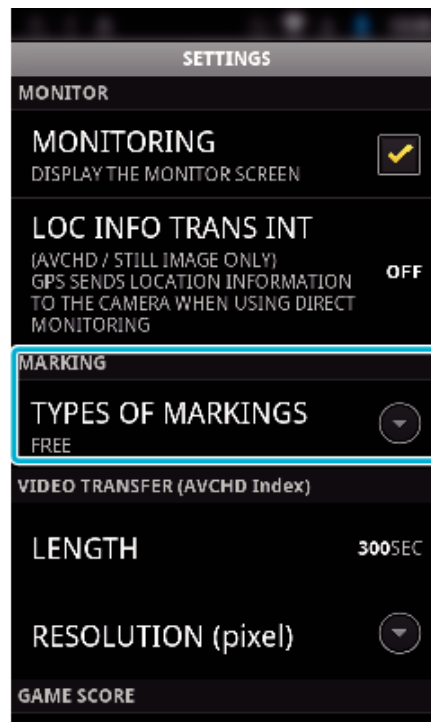 SETTINGS
MONITOR
MONITORING
DISPLAY THE MONITOR SCREEN
LOC INFO TRANS INT
(AVCHD / STILL IMAGE ONLY)
GPS SENDS LOCATION INFORMATION
TO THE CAMERA WHEN USING DIRECT
MONITORING
OFF
MARKING
TYPES OF MARKINGS
FREE
VIDEO TRANSFER (AVCHD Index)
LENGTH 300SEC
RESOLUTION (pixel)
GAME SCORE